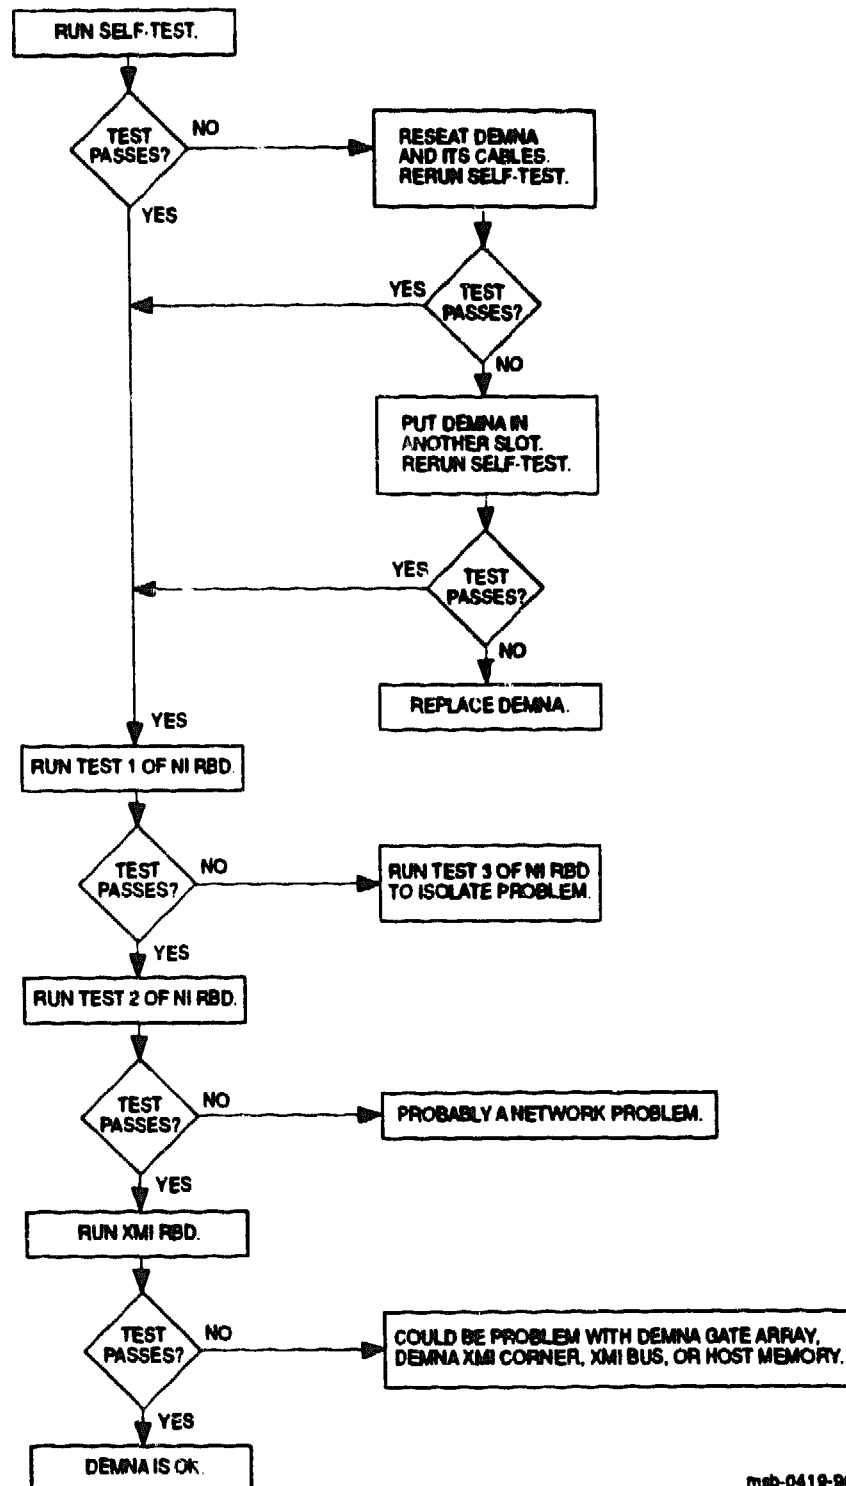 RUN SELF-TEST.
TEST
PASSES?
NO
YES
RESEAT DEMNA
AND ITS CABLES.
RERUN SELF-TEST.
TEST
PASSES?
YES
NO
PUT DEMNA IN
ANOTHER SLOT.
RERUN SELF-TEST.
TEST
PASSES?
YES
NO
REPLACE DEMNA.
YES
RUN TEST 1 OF NI RBD.
TEST
PASSES?
NO
RUN TEST 3 OF NI RBD
TO ISOLATE PROBLEM.
YES
RUN TEST 2 OF NI RBD.
TEST
PASSES?
NO
PROBABLY A NETWORK PROBLEM.
YES
RUN XMI RBD.
TEST
PASSES?
NO
COULD BE PROBLEM WITH DEMNA GATE ARRAY,
DEMNA XMI CORNER, XMI BUS, OR HOST MEMORY.
YES
DEMNA IS OK.